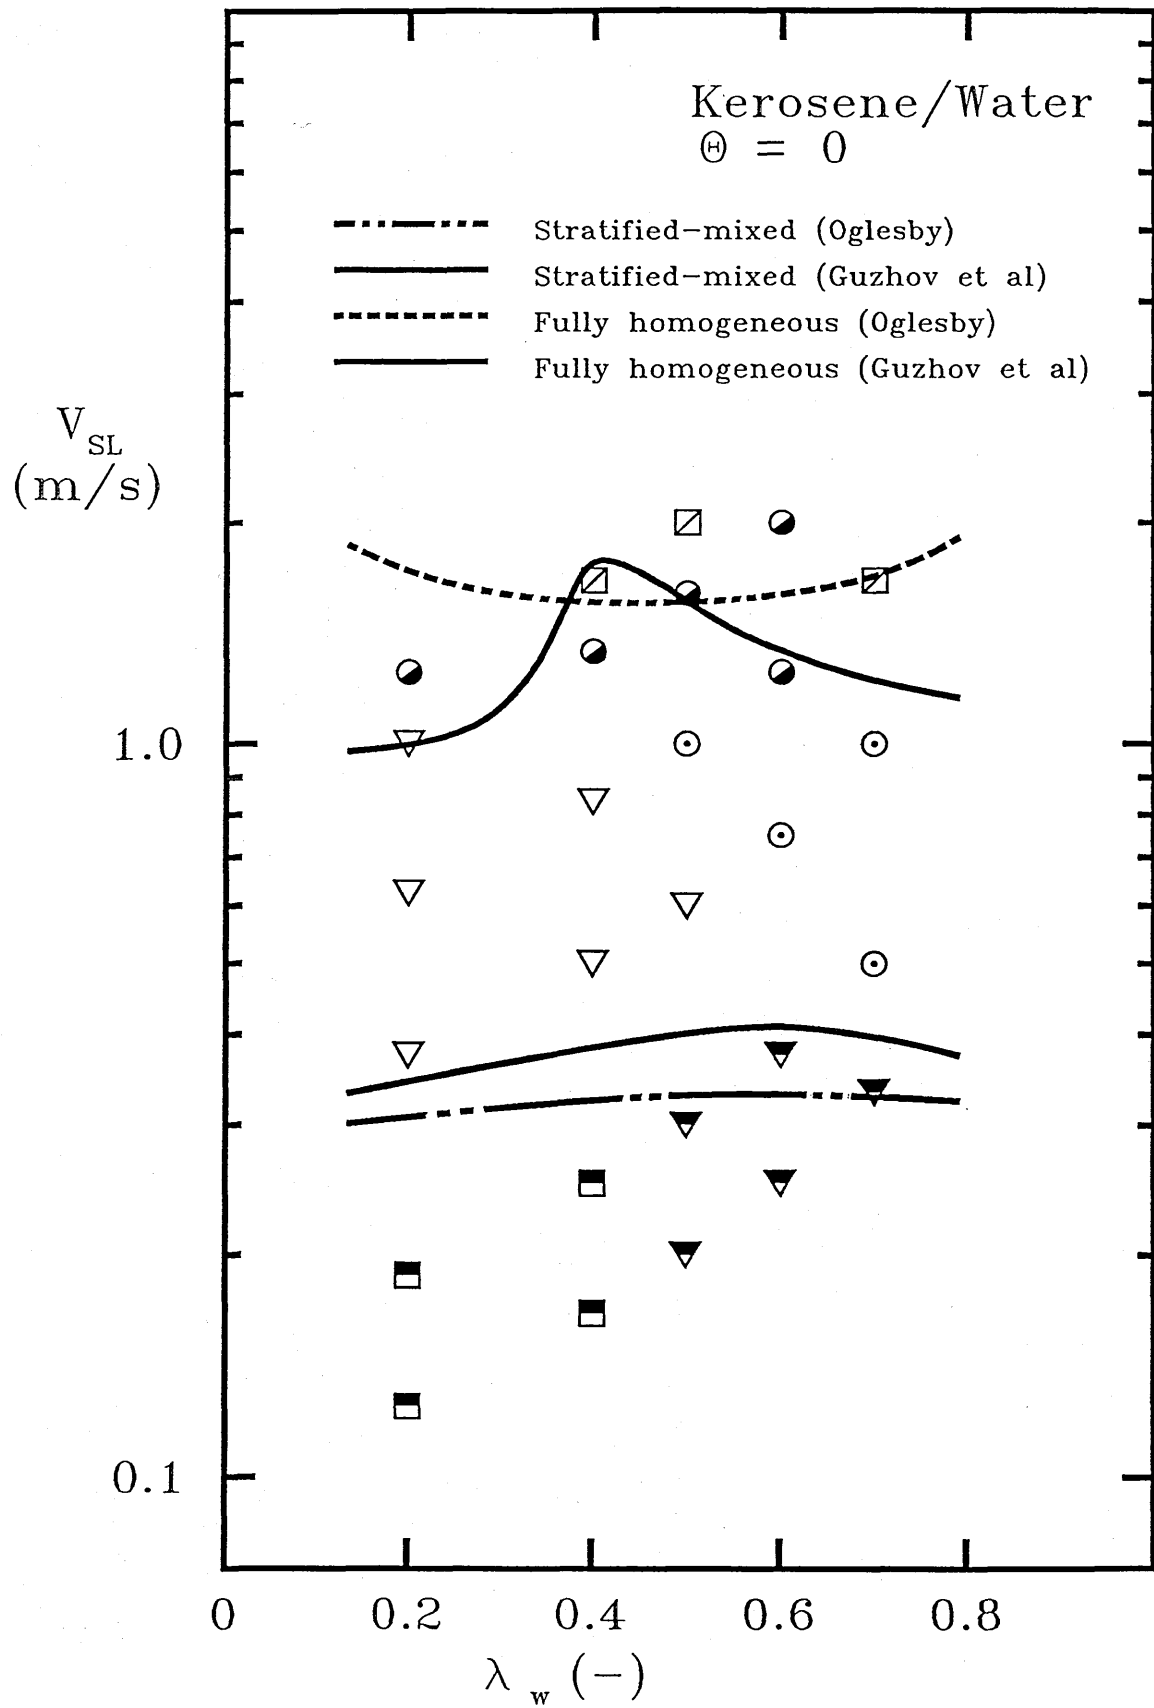 Kerosene/Water
Θ = 0
Stratified-mixed (Oglesby)
Stratified-mixed (Guzhov et al)
Fully homogeneous (Oglesby)
Fully homogeneous (Guzhov et al)
V_SL
(m/s)
1.0
0.1
0 0.2 0.4 0.6 0.8
λ_w (-)